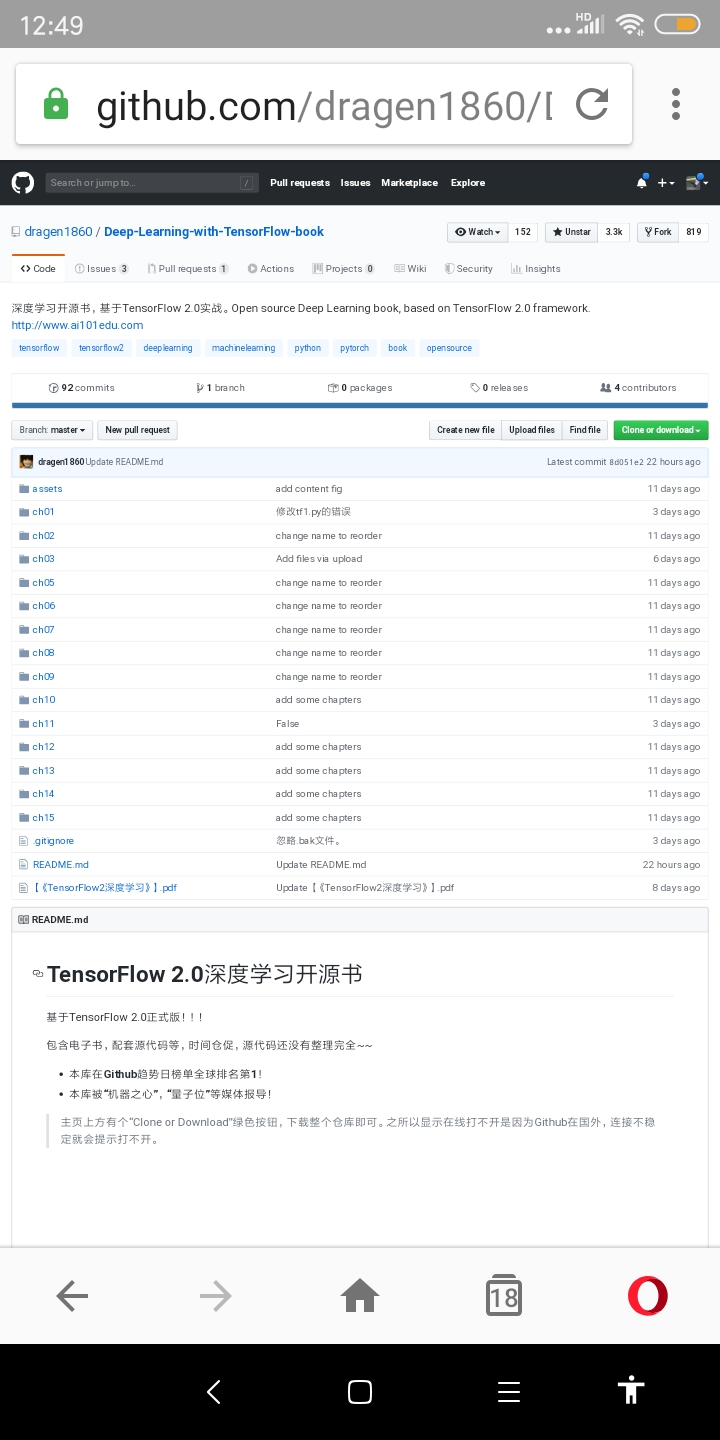 12:49
HD
github.com/dragen1860/D
Search or jump to... /
Pull requests Issues Marketplace Explore
dragen1860 / Deep-Learning-with-TensorFlow-book
Watch 152 Unstar 3.3k Fork 819
Code Issues 3 Pull requests 1 Actions Projects 0 Wiki Security Insights
深度学习开源书，基于TensorFlow 2.0实战。Open source Deep Learning book, based on TensorFlow 2.0 framework.
http://www.ai101edu.com
tensorflow tensorflow2 deeplearning machinelearning python pytorch book opensource
92 commits 1 branch 0 packages 0 releases 4 contributors
Branch: master New pull request Create new file Upload files Find file Clone or download
dragen1860 Update README.md Latest commit 8d051e2 22 hours ago
assets add content fig 11 days ago
ch01 修改tf1.py的错误 3 days ago
ch02 change name to reorder 11 days ago
ch03 Add files via upload 6 days ago
ch05 change name to reorder 11 days ago
ch06 change name to reorder 11 days ago
ch07 change name to reorder 11 days ago
ch08 change name to reorder 11 days ago
ch09 change name to reorder 11 days ago
ch10 add some chapters 11 days ago
ch11 False 3 days ago
ch12 add some chapters 11 days ago
ch13 add some chapters 11 days ago
ch14 add some chapters 11 days ago
ch15 add some chapters 11 days ago
.gitignore 忽略.bak文件。 3 days ago
README.md Update README.md 22 hours ago
【《TensorFlow2深度学习》】.pdf Update【《TensorFlow2深度学习》】.pdf 8 days ago
README.md
TensorFlow 2.0深度学习开源书
基于TensorFlow 2.0正式版！！！
包含电子书，配套源代码等，时间仓促，源代码还没有整理完全~~
• 本库在Github趋势日榜单全球排名第1！
• 本库被“机器之心”，“量子位”等媒体报导！
主页上方有个“Clone or Download”绿色按钮，下载整个仓库即可。之所以显示在线打不开是因为Github在国外，连接不稳
定就会提示打不开。
18